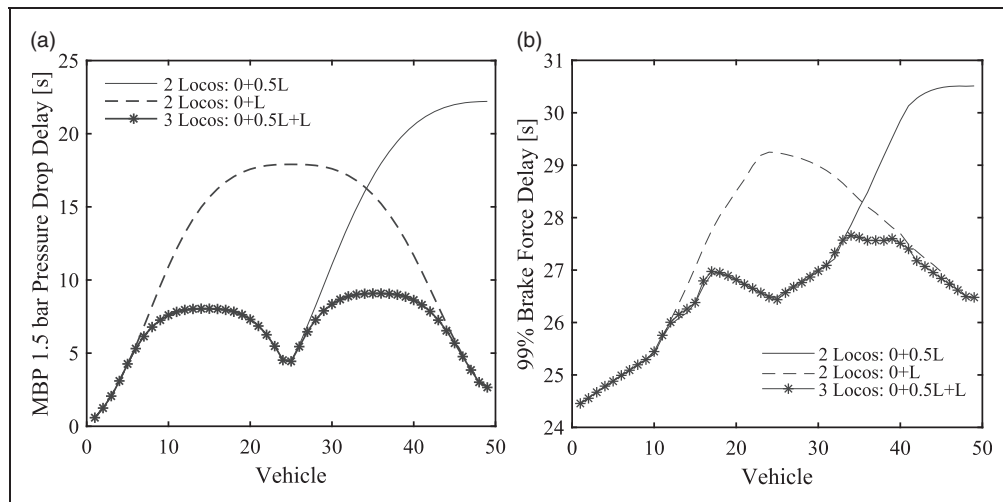 (a)
MBP 1.5 bar Pressure Drop Delay [s]
25
20
15
10
5
0
2 Locos: 0+0.5L
2 Locos: 0+L
3 Locos: 0+0.5L+L
0 10 20 30 40 50
Vehicle
(b)
99% Brake Force Delay [s]
31
30
29
28
27
26
25
24
2 Locos: 0+0.5L
2 Locos: 0+L
3 Locos: 0+0.5L+L
0 10 20 30 40 50
Vehicle